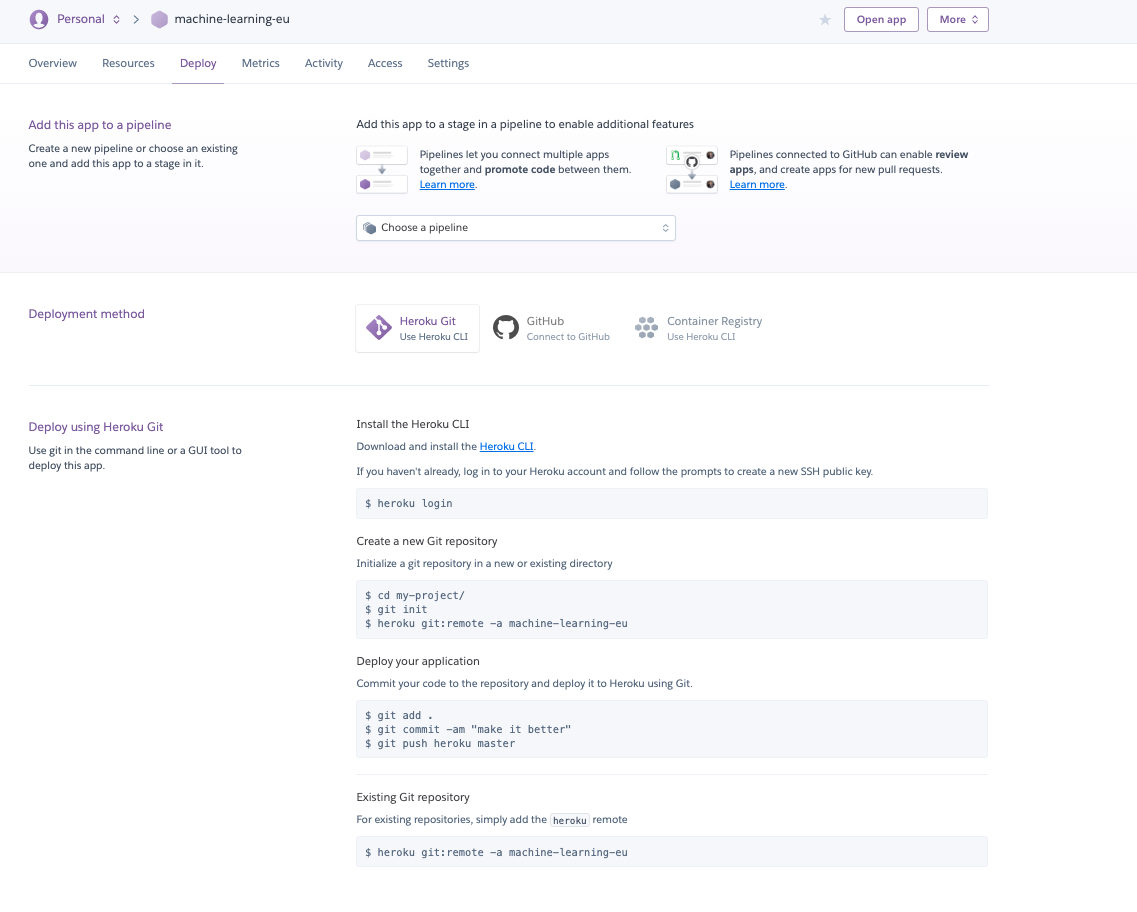 Personal
machine-learning-eu
Open app
More
Overview
Resources
Deploy
Metrics
Activity
Access
Settings
Add this app to a pipeline
Create a new pipeline or choose an existing
one and add this app to a stage in it.
Add this app to a stage in a pipeline to enable additional features
Pipelines let you connect multiple apps
together and promote code between them.
Learn more.
Pipelines connected to GitHub can enable review
apps, and create apps for new pull requests.
Learn more.
Choose a pipeline
Deployment method
Heroku Git
Use Heroku CLI
GitHub
Connect to GitHub
Container Registry
Use Heroku CLI
Deploy using Heroku Git
Use git in the command line or a GUI tool to
deploy this app.
Install the Heroku CLI
Download and install the Heroku CLI.
If you haven't already, log in to your Heroku account and follow the prompts to create a new SSH public key.
$ heroku login
Create a new Git repository
Initialize a git repository in a new or existing directory
$ cd my-project/
$ git init
$ heroku git:remote -a machine-learning-eu
Deploy your application
Commit your code to the repository and deploy it to Heroku using Git.
$ git add .
$ git commit -am "make it better"
$ git push heroku master
Existing Git repository
For existing repositories, simply add the heroku remote
$ heroku git:remote -a machine-learning-eu